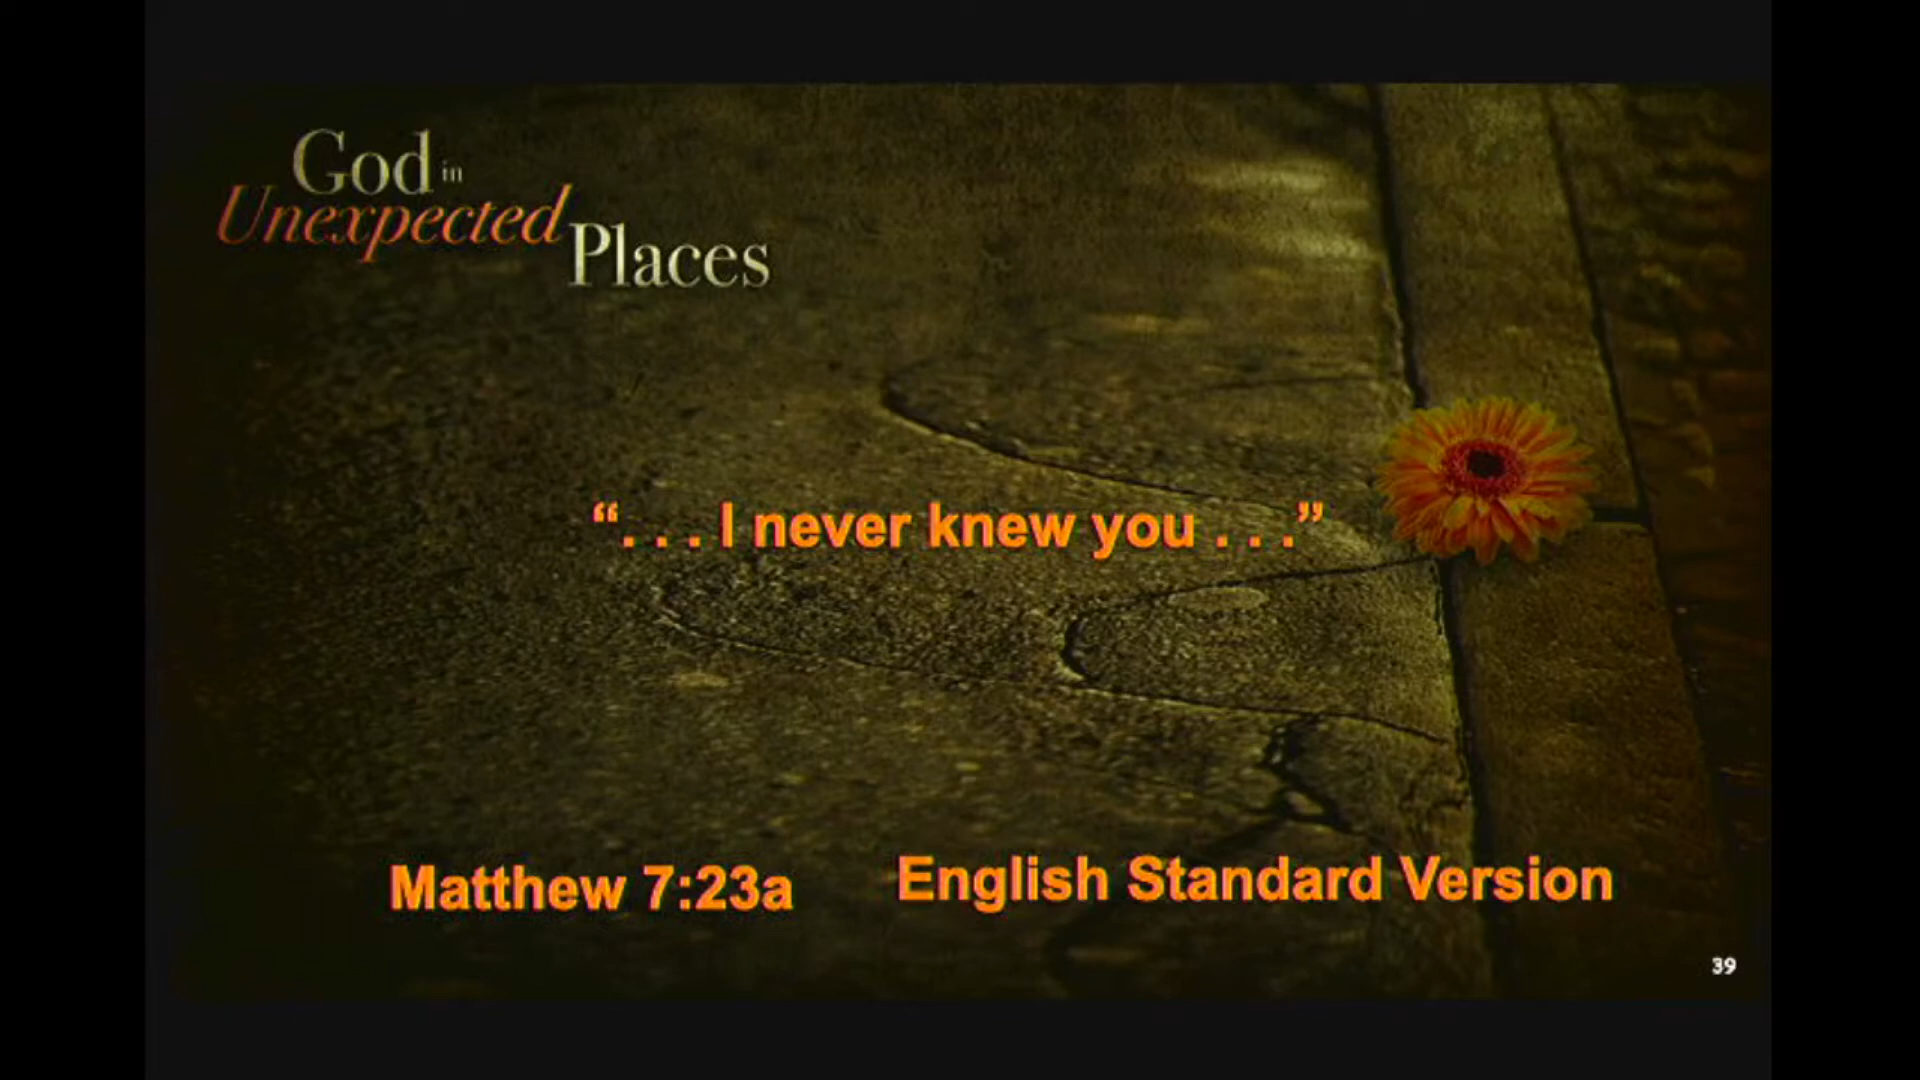 God in
Unexpected
Places
“. . . I never knew you . . .”
Matthew 7:23a
English Standard Version
39